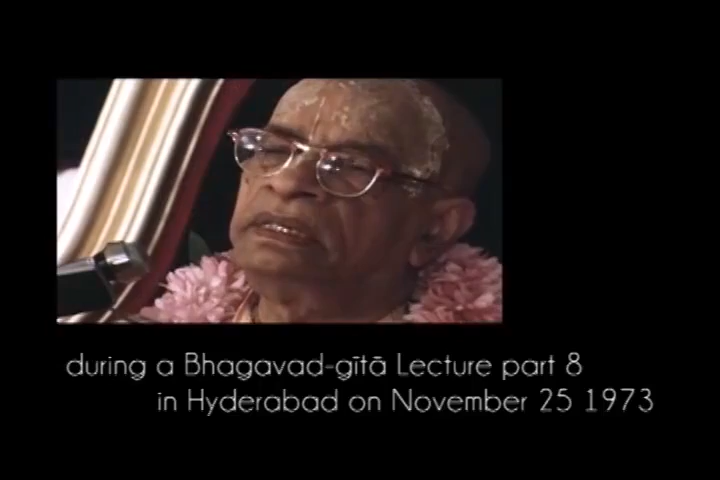 during a Bhagavad-gītā Lecture part 8
in Hyderabad on November 25 1973